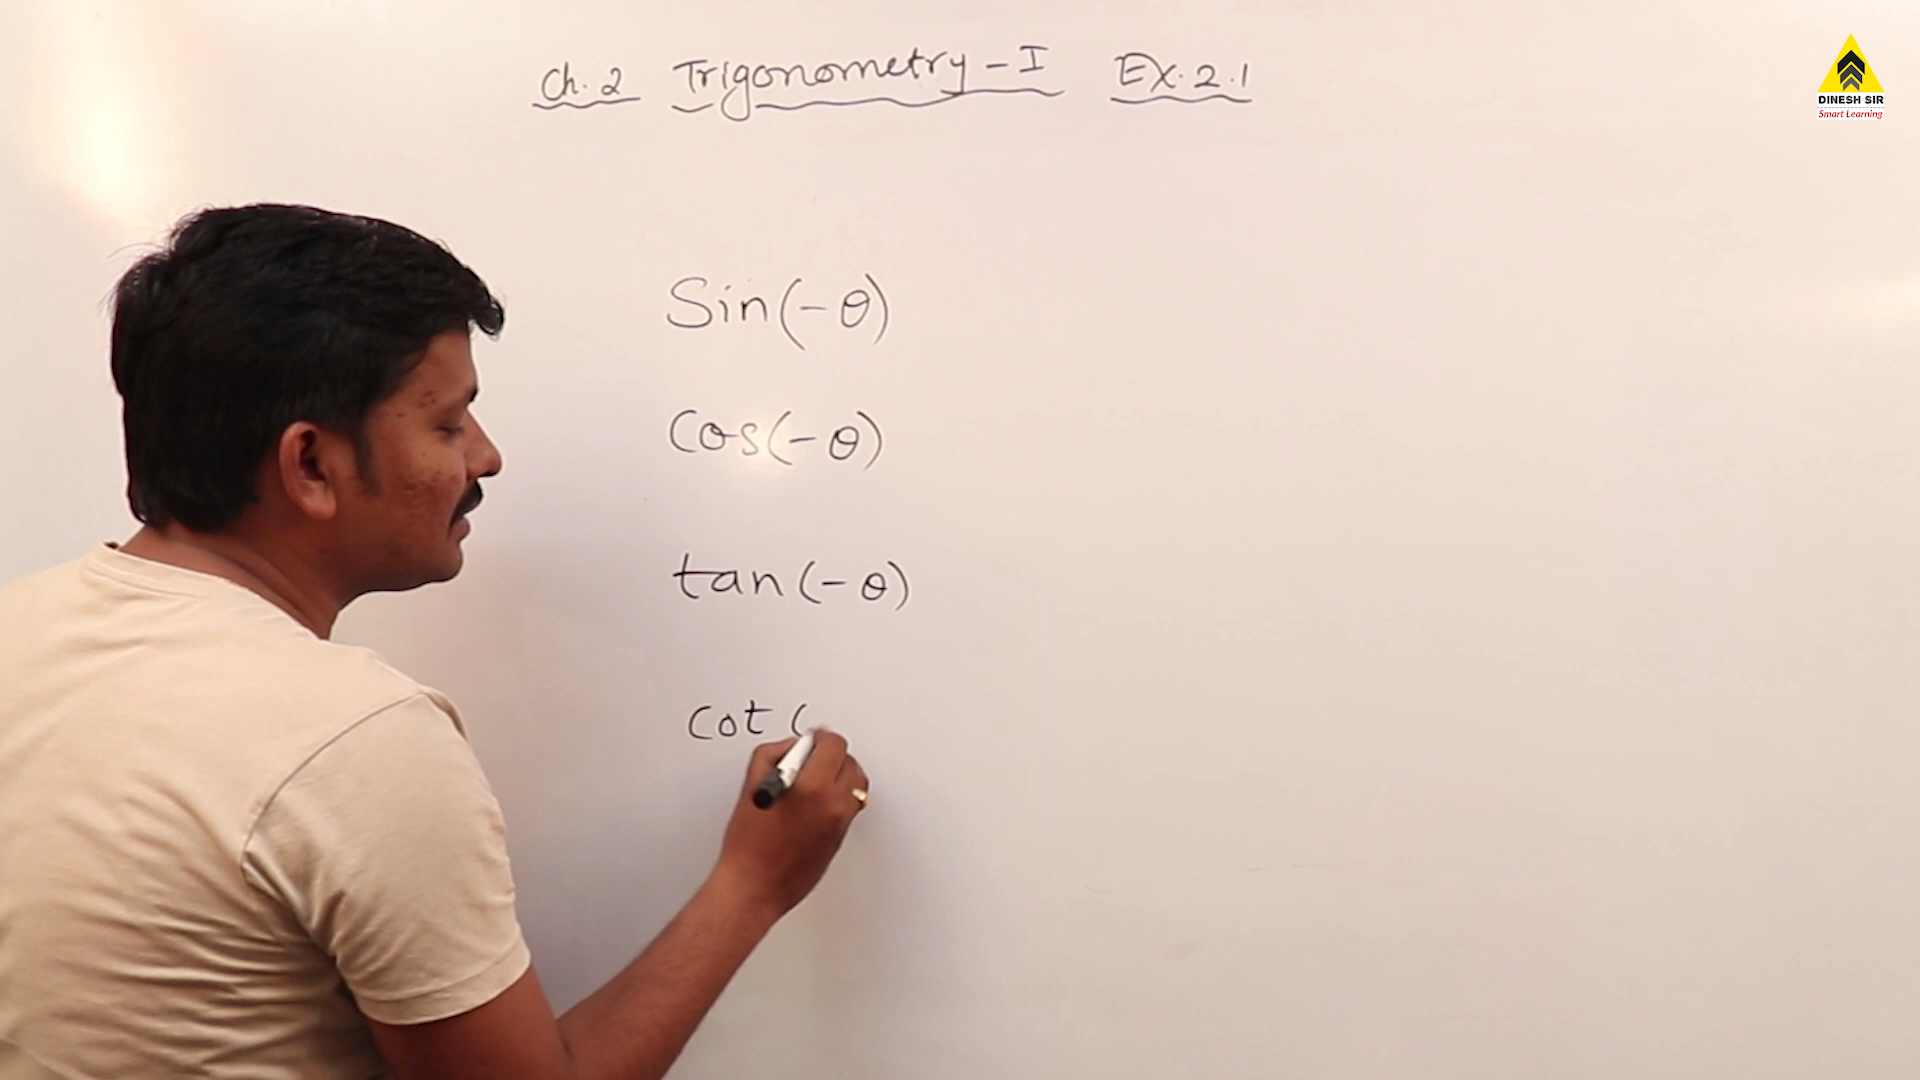 Ch. 2 Trigonometry - I Ex. 2.1
DINESH SIR
Smart Learning
Sin(-θ)
Cos(-θ)
tan(-θ)
Cot(